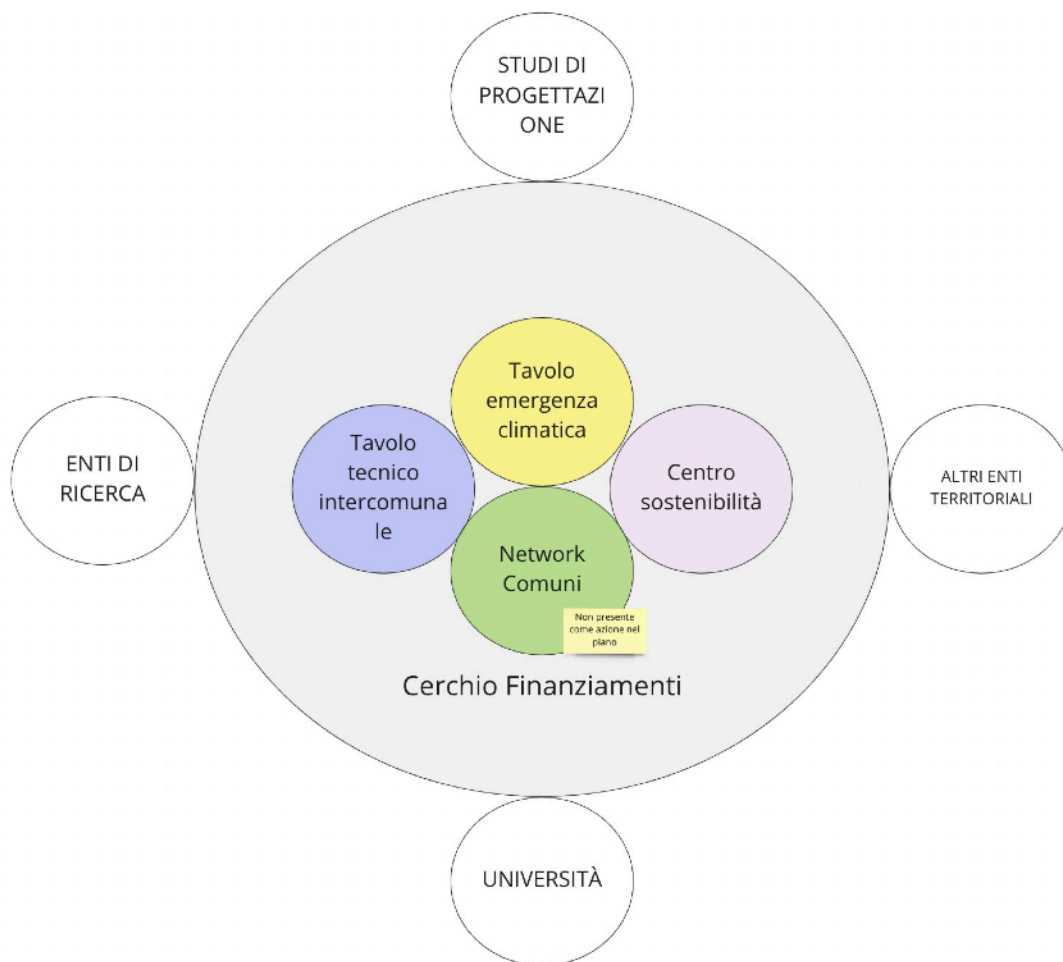 STUDI DI
PROGETTAZI
ONE
Tavolo
emergenza
climatica
Tavolo
tecnico
intercomuna
le
Centro
sostenibilità
ENTI DI
RICERCA
ALTRI ENTI
TERRITORIALI
Network
Comuni
Non presente
come azione nel
piano
Cerchio Finanziamenti
UNIVERSITÀ